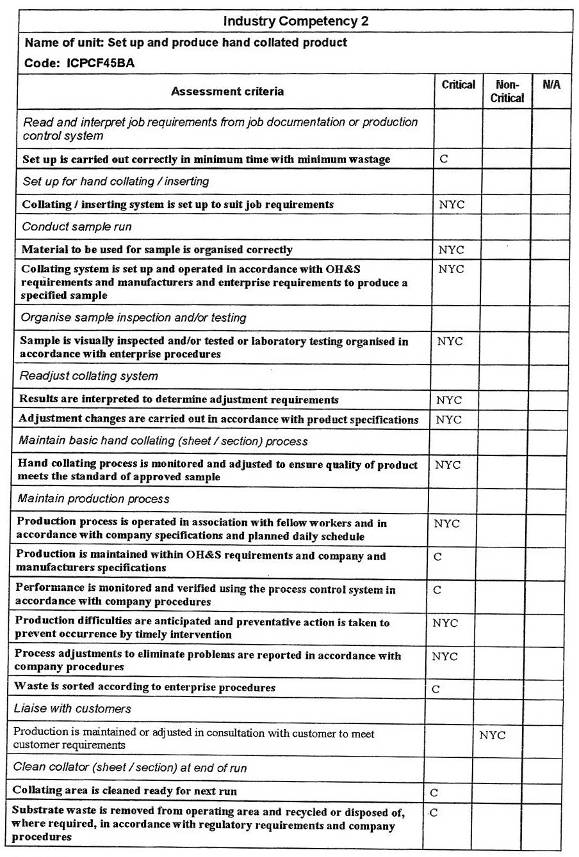 Industry Competency 2
Name of unit: Set up and produce hand collated product
Code: ICPCF45BA
Assessment criteria
Critical
Non-
Critical
N/A
Read and interpret job requirements from job documentation or production
control system
Set up is carried out correctly in minimum time with minimum wastage
C
Set up for hand collating / inserting
Collating / inserting system is set up to suit job requirements
NYC
Conduct sample run
Material to be used for sample is organised correctly
NYC
Collating system is set up and operated in accordance with OH&S
requirements and manufacturers and enterprise requirements to produce a
specified sample
NYC
Organise sample inspection and/or testing
Sample is visually inspected and/or tested or laboratory testing organised in
accordance with enterprise procedures
NYC
Readjust collating system
Results are interpreted to determine adjustment requirements
NYC
Adjustment changes are carried out in accordance with product specifications
NYC
Maintain basic hand collating (sheet / section) process
Hand collating process is monitored and adjusted to ensure quality of product
meets the standard of approved sample
NYC
Maintain production process
Production process is operated in association with fellow workers and in
accordance with company specifications and planned daily schedule
NYC
Production is maintained within OH&S requirements and company and
manufacturers specifications
C
Performance is monitored and verified using the process control system in
accordance with company procedures
C
Production difficulties are anticipated and preventative action is taken to
prevent occurrence by timely intervention
NYC
Process adjustments to eliminate problems are reported in accordance with
company procedures
NYC
Waste is sorted according to enterprise procedures
C
Liaise with customers
Production is maintained or adjusted in consultation with customer to meet
customer requirements
NYC
Clean collator (sheet / section) at end of run
Collating area is cleaned ready for next run
C
Substrate waste is removed from operating area and recycled or disposed of,
where required, in accordance with regulatory requirements and company
procedures
C